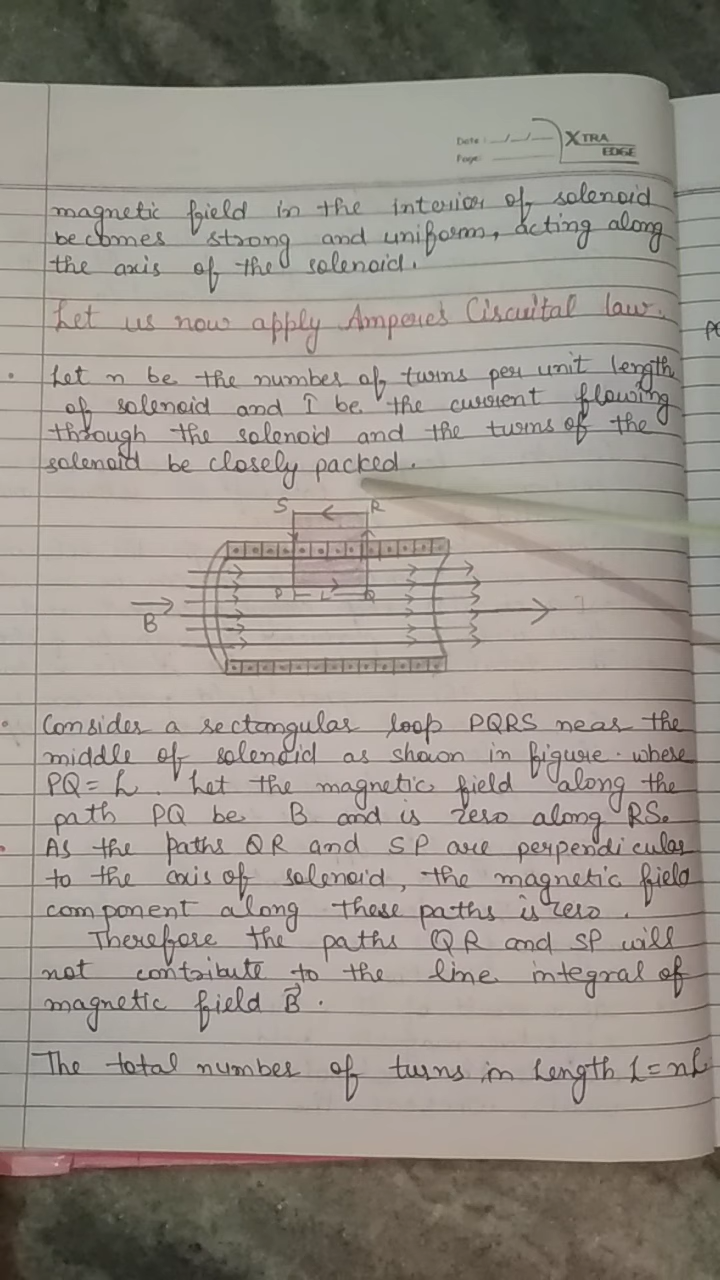 Date : __/__/__
Page: ______
XTRA
EDGE
magnetic field in the interior of solenoid
becomes strong and uniform, acting along
the axis of the solenoid.
Let us now apply Ampere's Circuital law.
Let n be the number of turns per unit length
of solenoid and I be the current flowing
through the solenoid and the turns of the
solenoid be closely packed.
S R
P L Q
B
Consider a rectangular loop PQRS near the
middle of solenoid as shown in figure. where
PQ = L. Let the magnetic field along the
path PQ be B and is zero along RS.
As the paths QR and SP are perpendicular
to the axis of solenoid, the magnetic field
component along these paths is zero.
Therefore the paths QR and SP will
not contribute to the line integral of
magnetic field B⃗.
The total number of turns in length L = nL